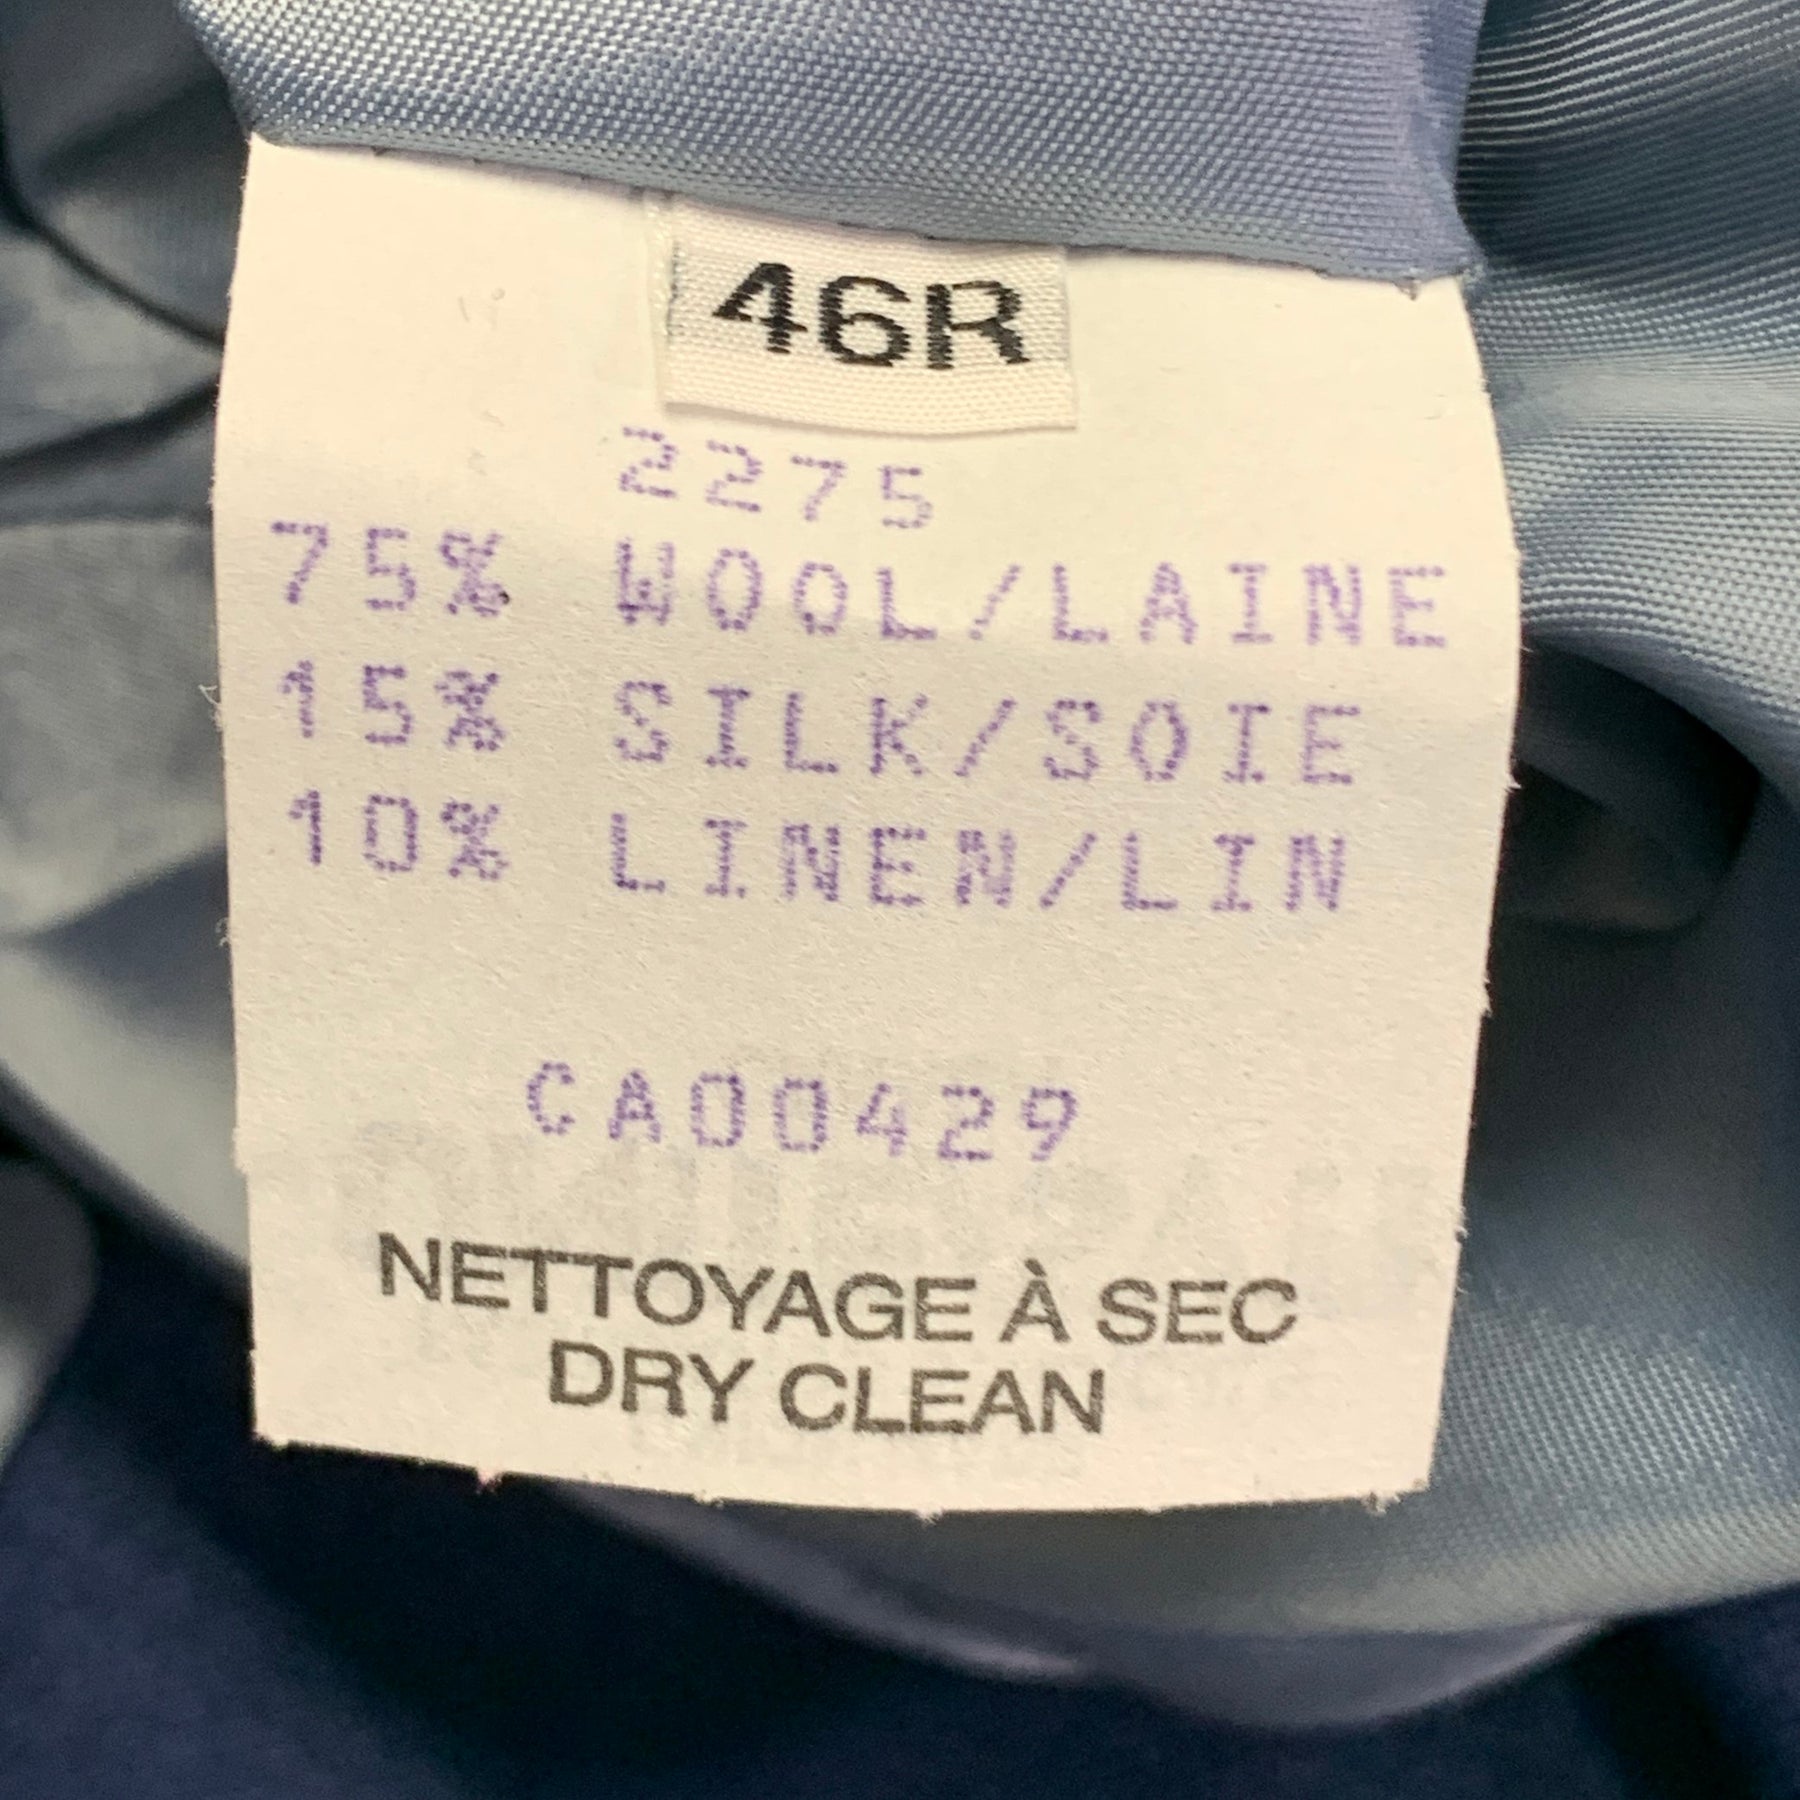 46R
2275
75% WOOL/LAINE
15% SILK/SOIE
10% LINEN/LIN
CA00429
NETTOYAGE À SEC
DRY CLEAN